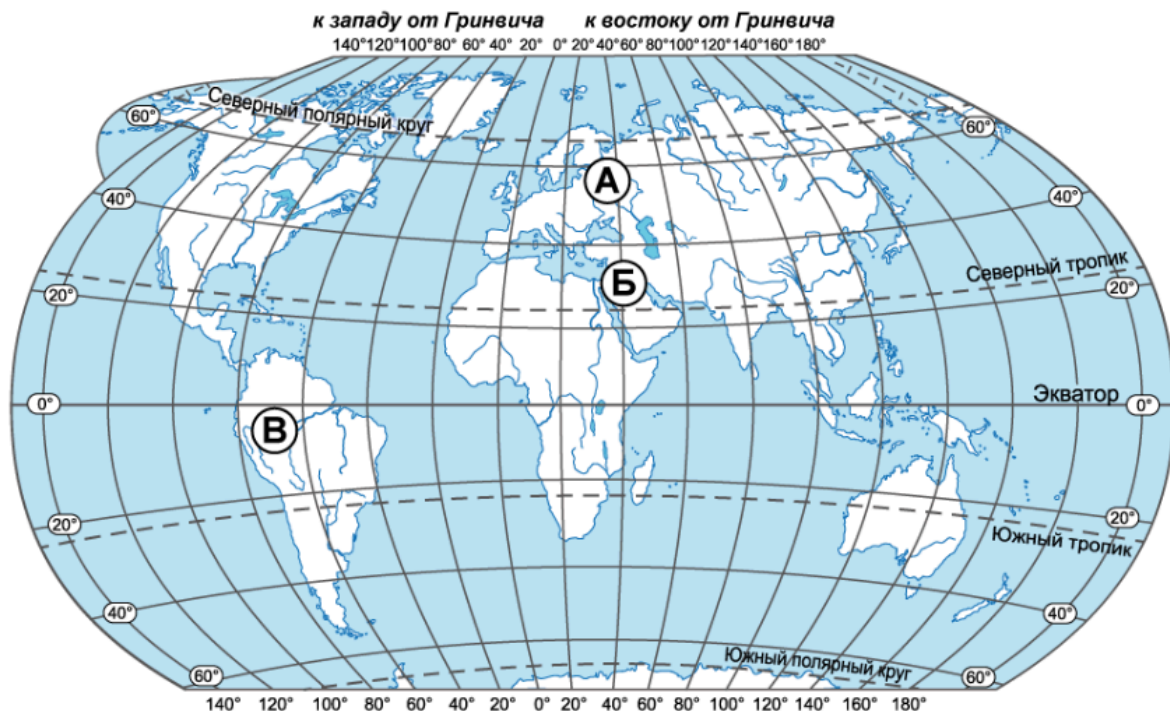 к западу от Гринвича к востоку от Гринвича
140° 120° 100° 80° 60° 40° 20° 0° 20° 40° 60° 80° 100° 120° 140° 160° 180°
Северный полярный круг
60°
60°
А
40°
40°
Северный тропик
Б
20°
20°
Экватор
0°
0°
В
20°
20°
Южный тропик
40°
40°
Южный полярный круг
60°
60°
140° 120° 100° 80° 60° 40° 20° 0° 20° 40° 60° 80° 100° 120° 140° 160° 180°